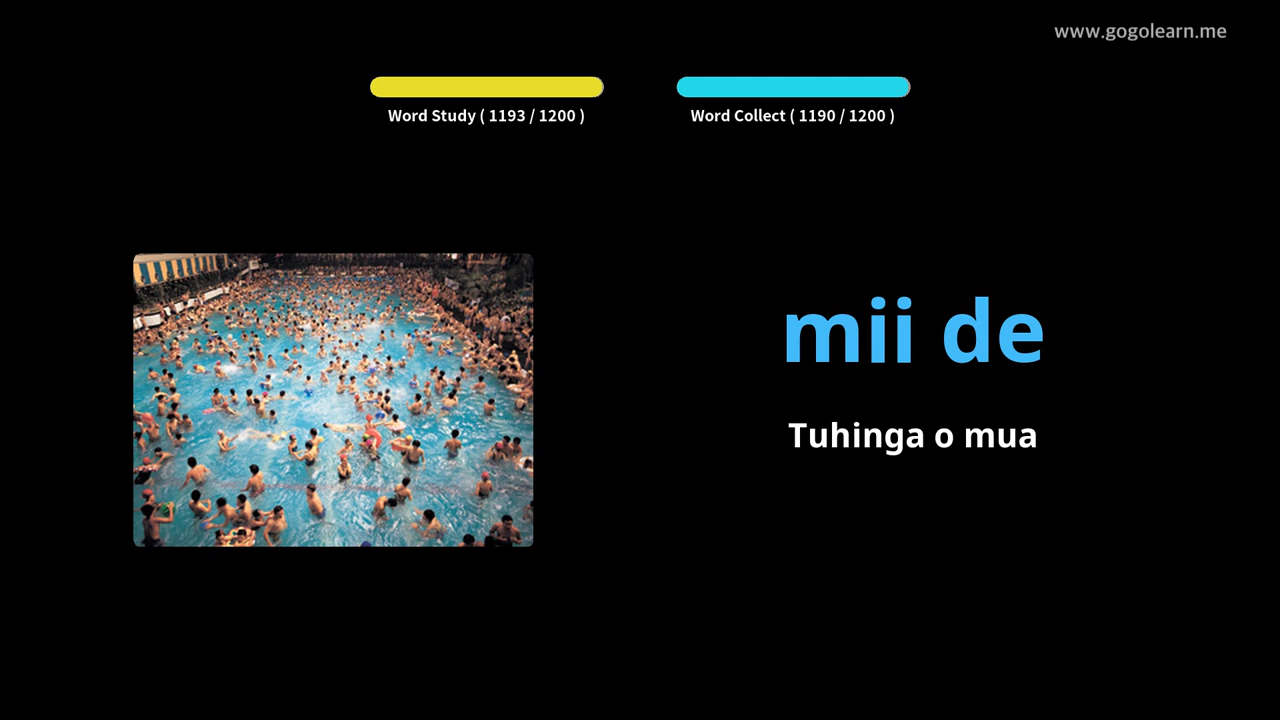 www.gogolearn.me
Word Study ( 1193 / 1200 )
Word Collect ( 1190 / 1200 )
mii de
Tuhinga o mua